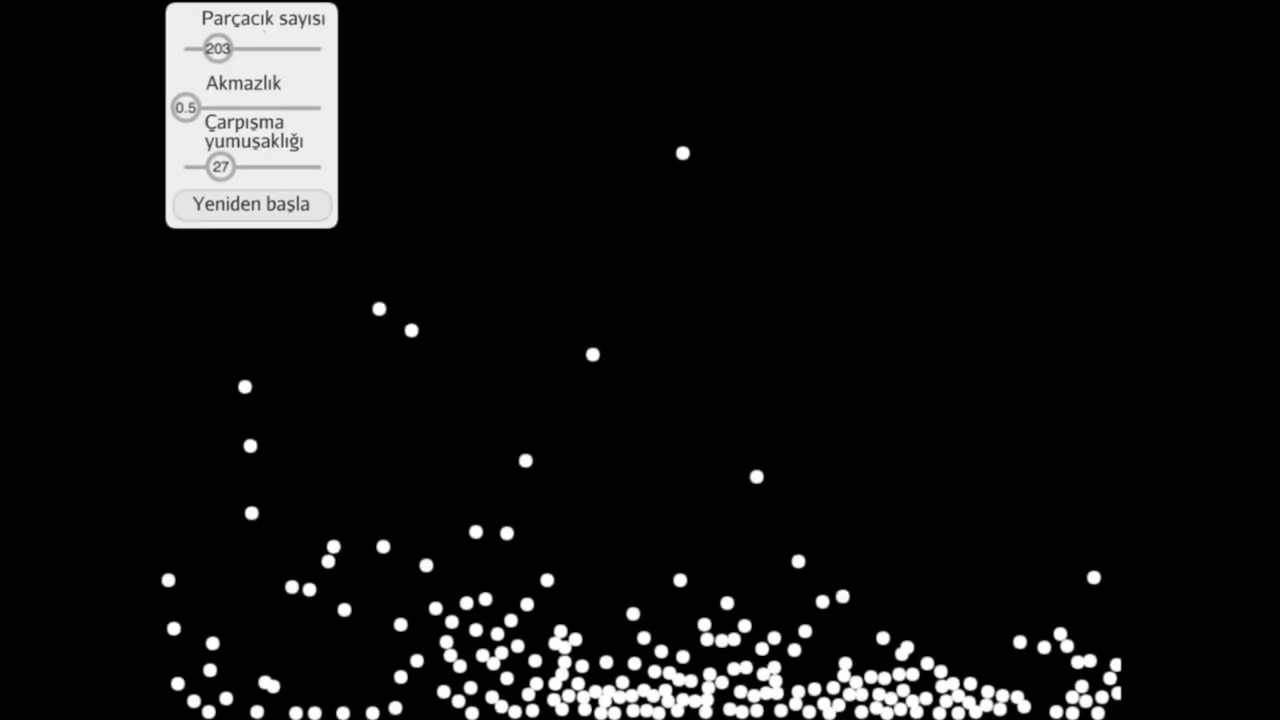 Parçacık sayısı
203
Akmazlık
0.5
Çarpışma
yumuşaklığı
27
Yeniden başla